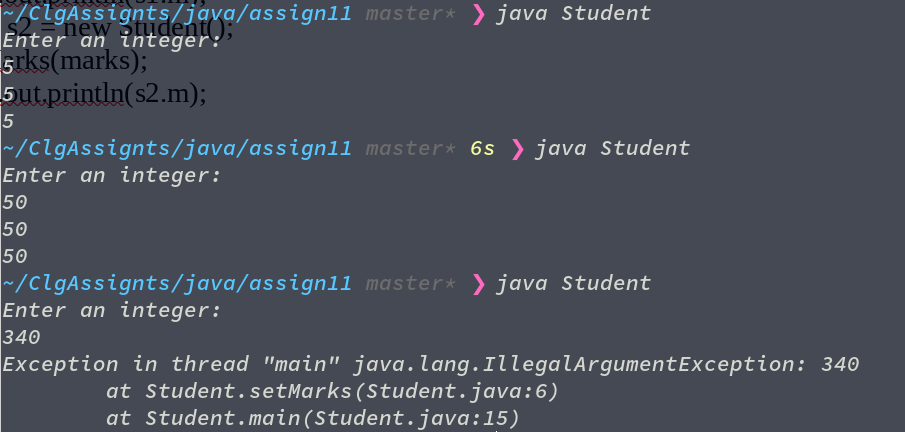 out.println(s1.m);
~/ClgAssignts/java/assign11 master* ❯ java Student
s2 = new Student();
Enter an integer:
arks(marks);
5
out.println(s2.m);
5
5
~/ClgAssignts/java/assign11 master* 6s ❯ java Student
Enter an integer:
50
50
50
~/ClgAssignts/java/assign11 master* ❯ java Student
Enter an integer:
340
Exception in thread "main" java.lang.IllegalArgumentException: 340
at Student.setMarks(Student.java:6)
at Student.main(Student.java:15)